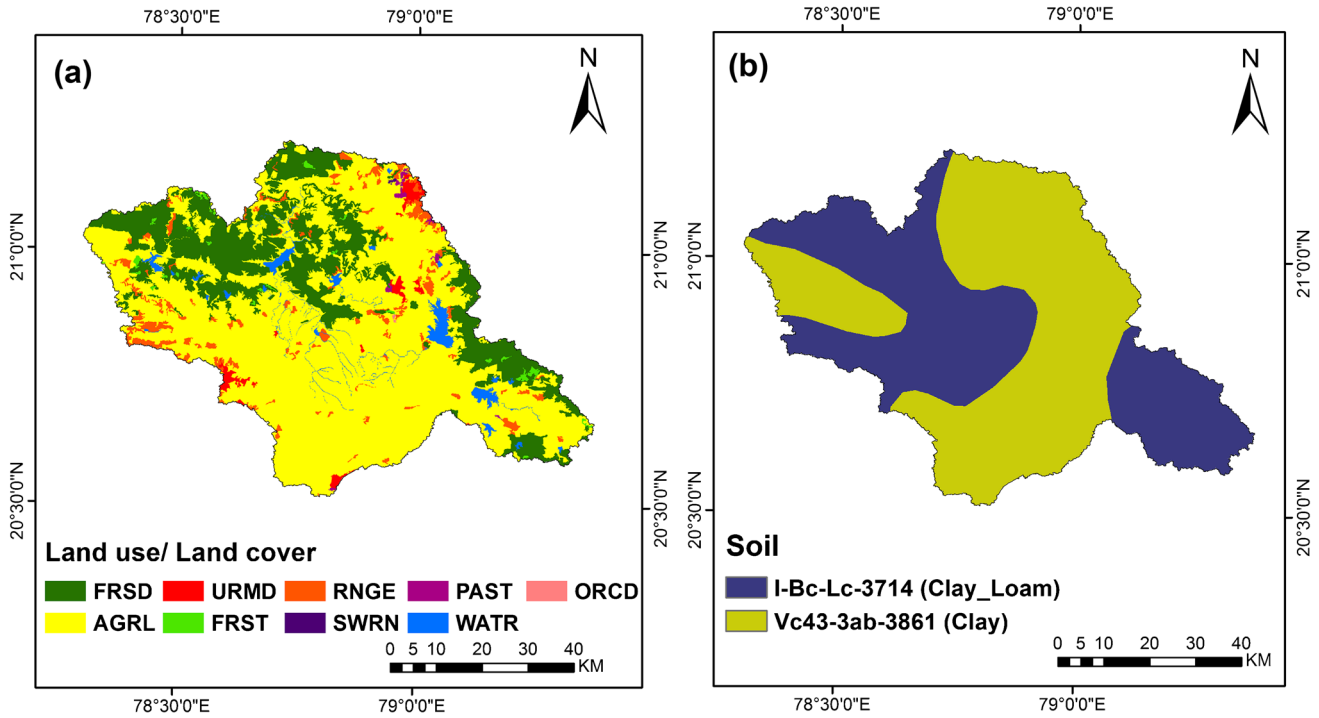 78°30'0"E 79°0'0"E
(a)
N
21°0'0"N
21°0'0"N
20°30'0"N
20°30'0"N
Land use/ Land cover
FRSD URMD RNGE PAST ORCD
AGRL FRST SWRN WATR
0 5 10 20 30 40
KM
78°30'0"E 79°0'0"E
78°30'0"E 79°0'0"E
(b)
N
21°0'0"N
21°0'0"N
20°30'0"N
20°30'0"N
Soil
I-Bc-Lc-3714 (Clay_Loam)
Vc43-3ab-3861 (Clay)
0 5 10 20 30 40
KM
78°30'0"E 79°0'0"E